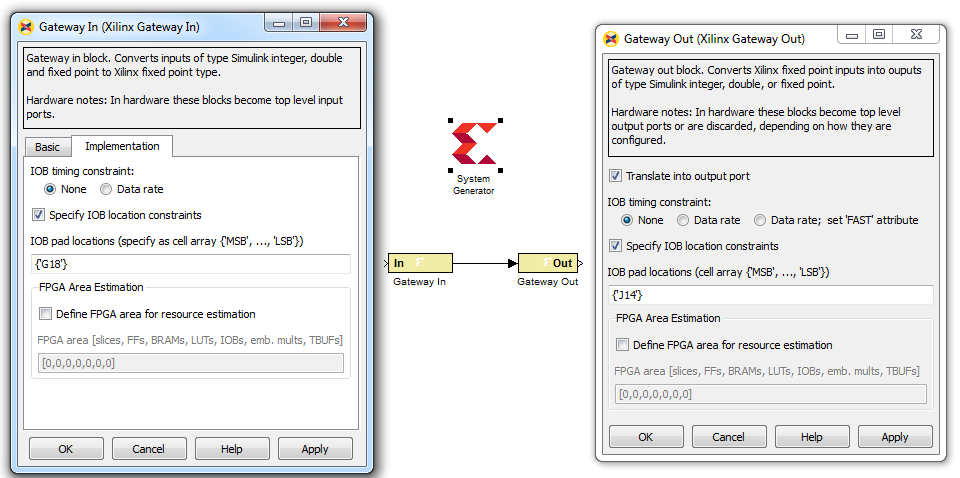 Gateway In (Xilinx Gateway In)
Gateway in block. Converts inputs of type Simulink integer, double
and fixed point to Xilinx fixed point type.
Hardware notes: In hardware these blocks become top level input
ports.
Basic
Implementation
IOB timing constraint:
None
Data rate
Specify IOB location constraints
IOB pad locations (specify as cell array {'MSB', ..., 'LSB'})
{'G18'}
FPGA Area Estimation
Define FPGA area for resource estimation
FPGA area [slices, FFs, BRAMs, LUTs, IOBs, emb. mults, TBUFs]
[0,0,0,0,0,0,0]
OK
Cancel
Help
Apply
System
Generator
In
Gateway In
Out
Gateway Out
Gateway Out (Xilinx Gateway Out)
Gateway out block. Converts Xilinx fixed point inputs into ouputs
of type Simulink integer, double, or fixed point.
Hardware notes: In hardware these blocks become top level
output ports or are discarded, depending on how they are
configured.
Translate into output port
IOB timing constraint:
None
Data rate
Data rate; set 'FAST' attribute
Specify IOB location constraints
IOB pad locations (cell array {'MSB', ..., 'LSB'})
{'J14'}
FPGA Area Estimation
Define FPGA area for resource estimation
FPGA area [slices, FFs, BRAMs, LUTs, IOBs, emb. mults, TBUFs]
[0,0,0,0,0,0,0]
OK
Cancel
Help
Apply